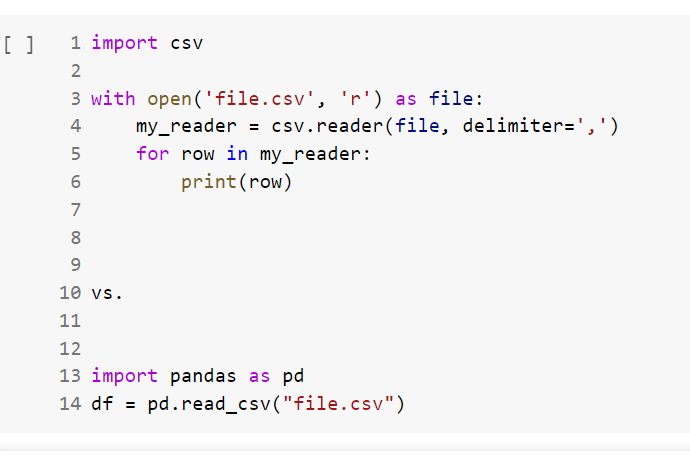 [ ] 1 import csv
2
3 with open('file.csv', 'r') as file:
4     my_reader = csv.reader(file, delimiter=',')
5     for row in my_reader:
6         print(row)
7
8
9
10 vs.
11
12
13 import pandas as pd
14 df = pd.read_csv("file.csv")